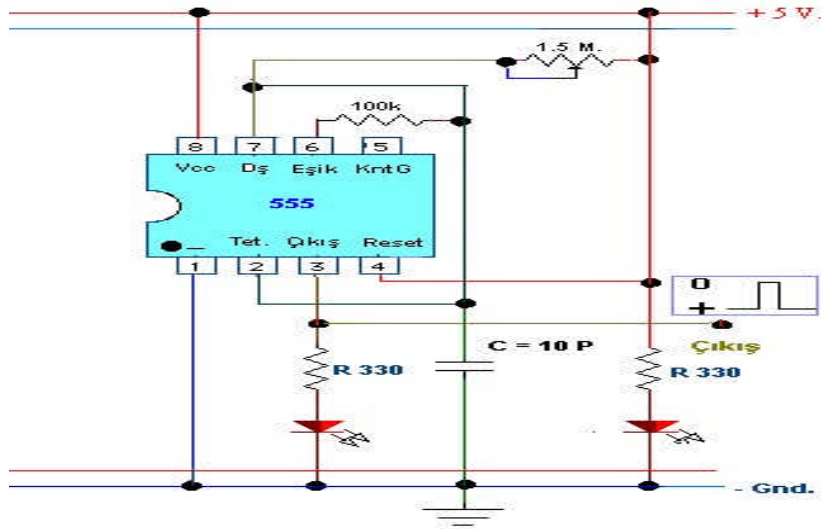 + 5 V.
1.5 M.
100k
8 7 6 5
Vcc Dş Eşik KntG
555
- Tet. Çıkış Reset
1 2 3 4
0
+
Çıkış
C = 10 P
R 330
R 330
- Gnd.